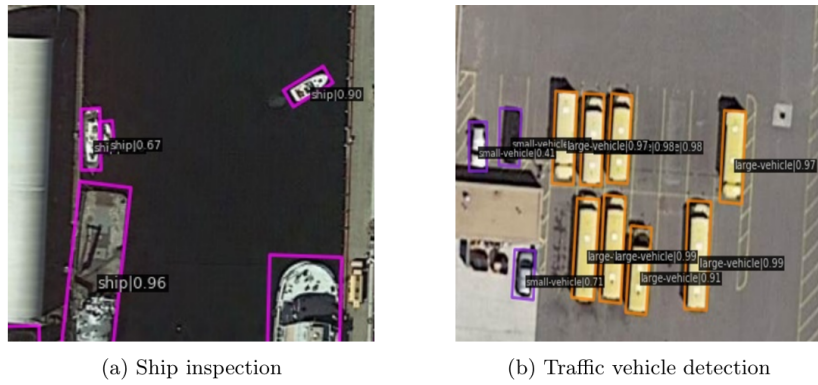 ship|0.90
ship|0.67
0.96
small-vehicle
large-vehicle|0.97
0.98
|0.98
small-vehicle|0.41
large-vehicle|0.97
large-vehicle|0.99
large-vehicle|0.99
large-vehicle|0.91
small-vehicle|0.71
(a) Ship inspection
(b) Traffic vehicle detection